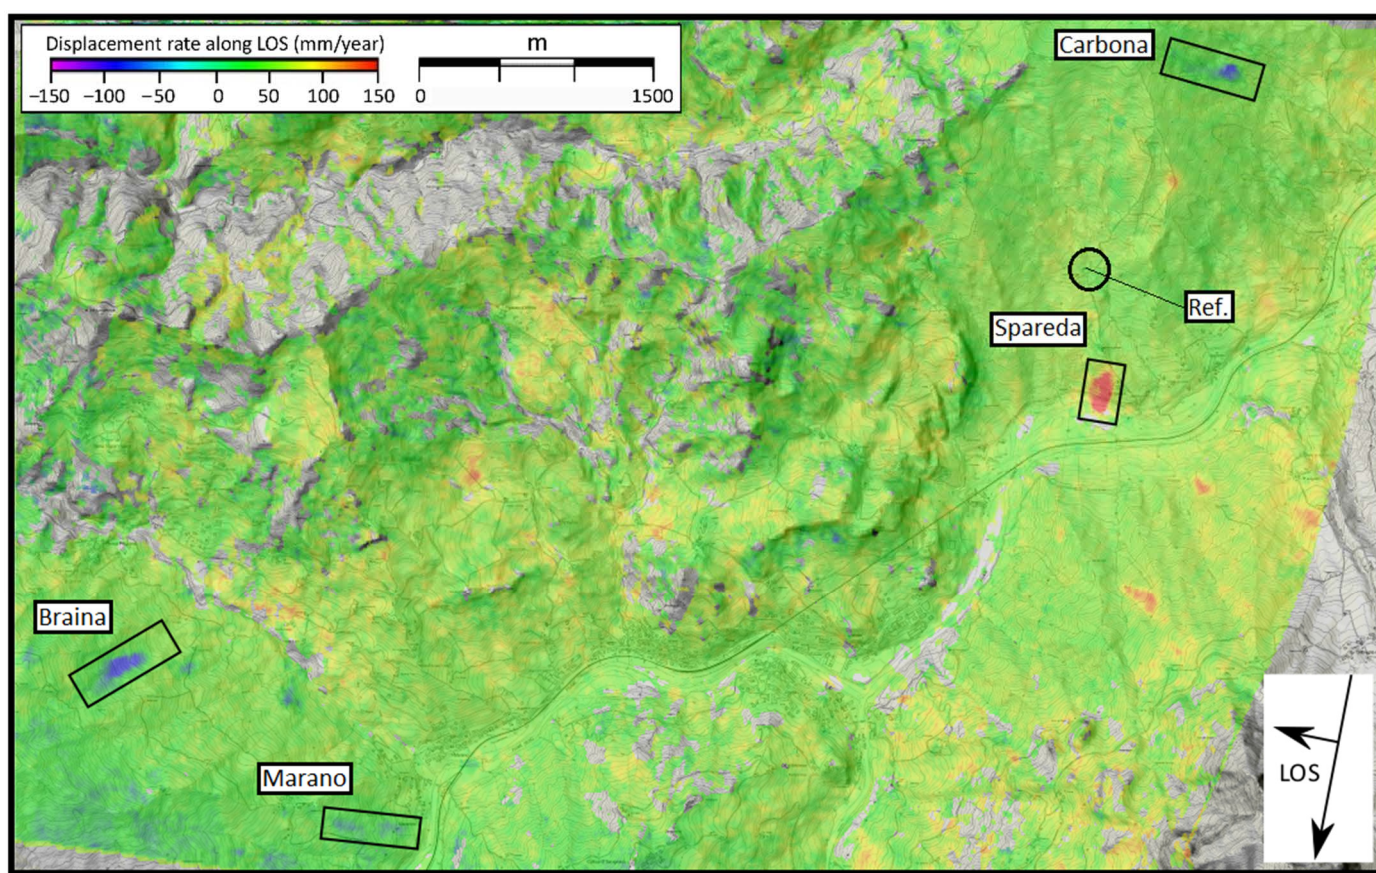 Displacement rate along LOS (mm/year)
−150 −100 −50 0 50 100 150
m
0 1500
Carbona
Ref.
Spareda
Braina
Marano
LOS